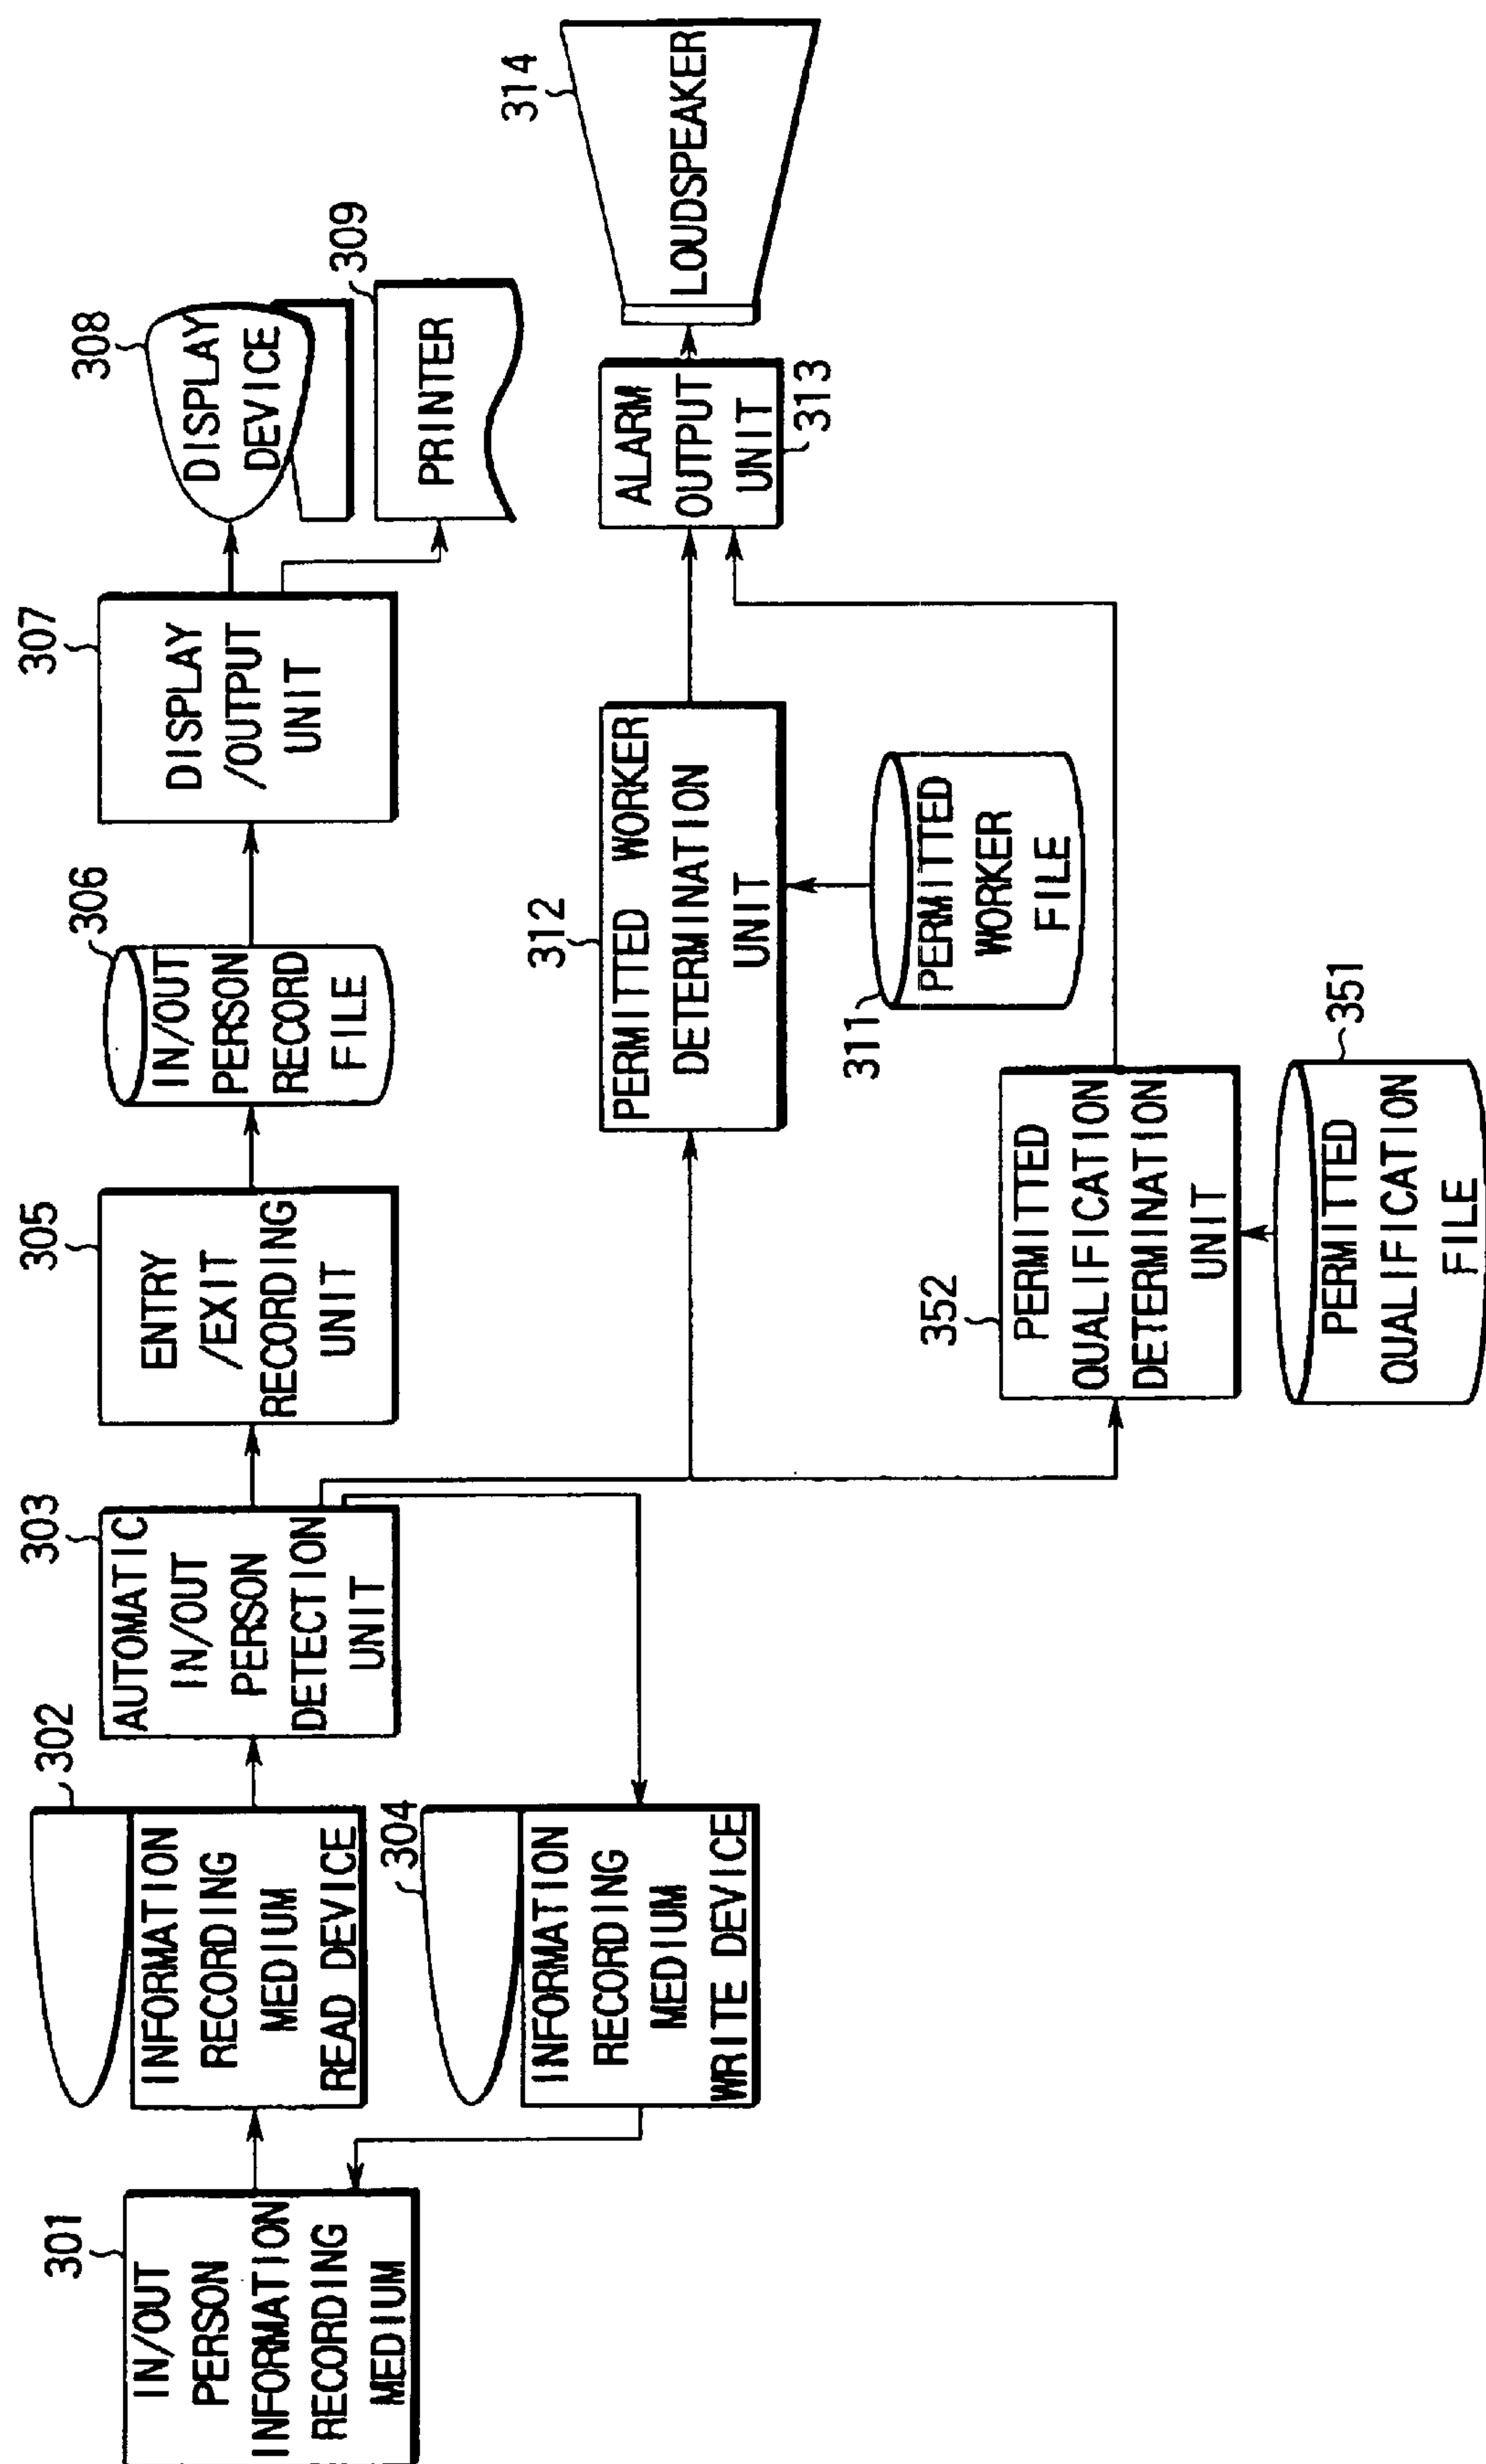 301
IN/OUT
PERSON
INFORMATION
RECORDING
MEDIUM
302
INFORMATION
RECORDING
MEDIUM
READ DEVICE
304
INFORMATION
RECORDING
MEDIUM
WRITE DEVICE
303
AUTOMATIC
IN/OUT
PERSON
DETECTION
UNIT
305
ENTRY
/EXIT
RECORDING
UNIT
306
IN/OUT
PERSON
RECORD
FILE
307
DISPLAY
/OUTPUT
UNIT
308
DISPLAY
DEVICE
309
PRINTER
312
PERMITTED WORKER
DETERMINATION
UNIT
311
PERMITTED
WORKER
FILE
352
PERMITTED
QUALIFICATION
DETERMINATION
UNIT
351
PERMITTED
QUALIFICATION
FILE
ALARM
OUTPUT
UNIT
313
314
LOUDSPEAKER